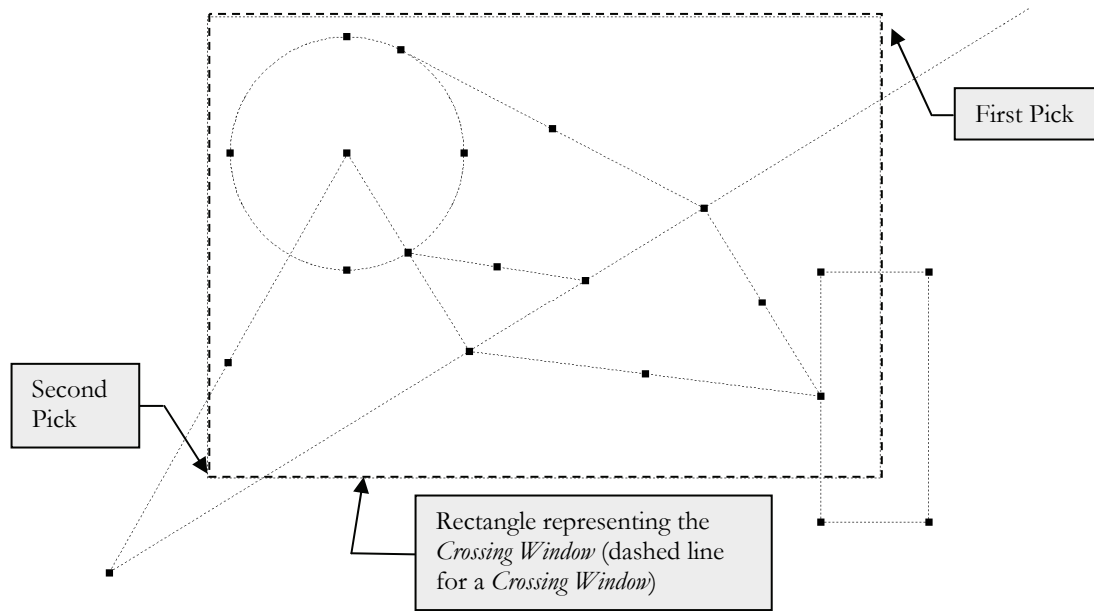 First Pick
Second
Pick
Rectangle representing the
Crossing Window (dashed line
for a Crossing Window)